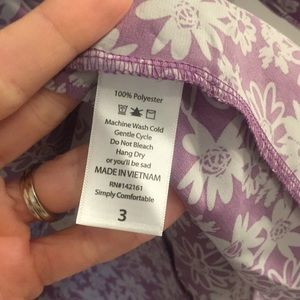 100% Polyester
Machine Wash Cold
Gentle Cycle
Do Not Bleach
Hang Dry
or you'll be sad
MADE IN VIETNAM
RN#142161
Simply Comfortable
3